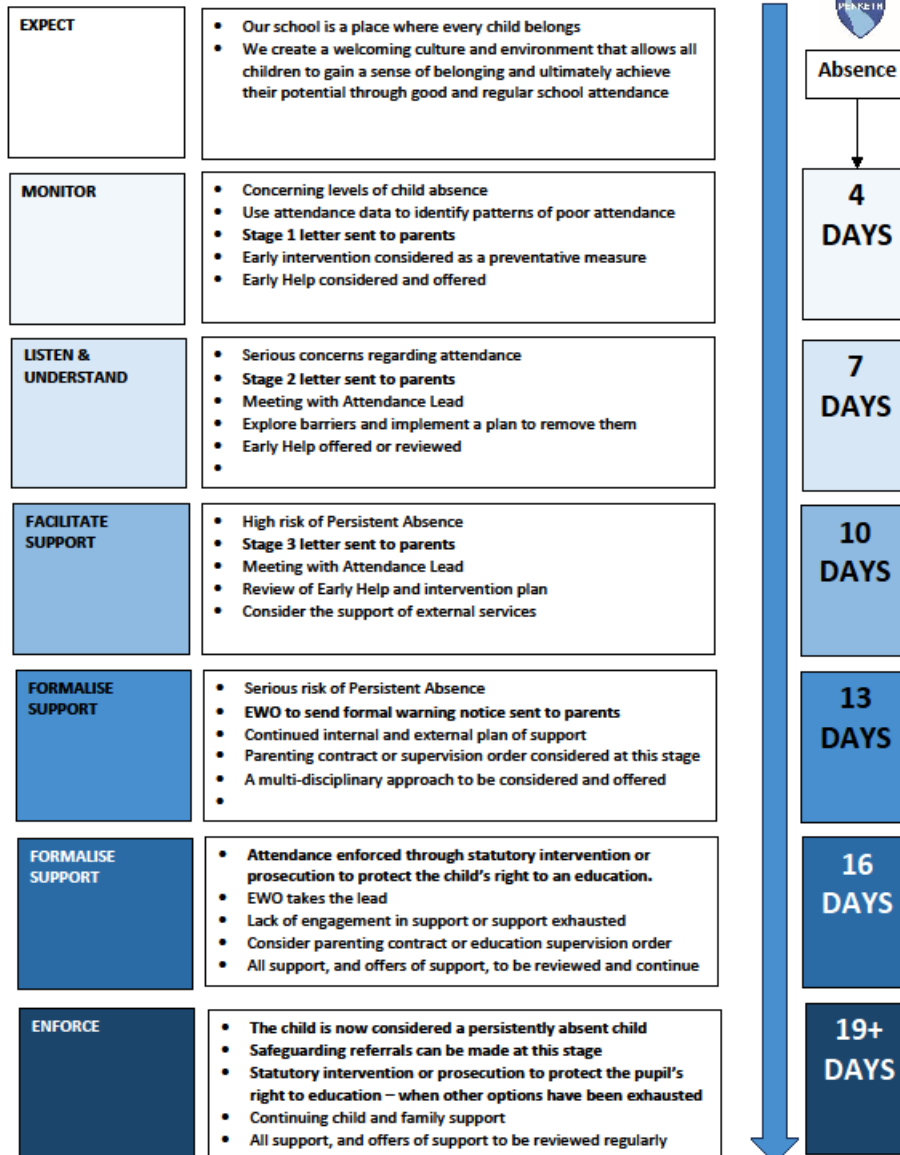 PENKETH
EXPECT
• Our school is a place where every child belongs
• We create a welcoming culture and environment that allows all
children to gain a sense of belonging and ultimately achieve
their potential through good and regular school attendance
Absence
MONITOR
• Concerning levels of child absence
• Use attendance data to identify patterns of poor attendance
• Stage 1 letter sent to parents
• Early intervention considered as a preventative measure
• Early Help considered and offered
4
DAYS
LISTEN &
UNDERSTAND
• Serious concerns regarding attendance
• Stage 2 letter sent to parents
• Meeting with Attendance Lead
• Explore barriers and implement a plan to remove them
• Early Help offered or reviewed
•
7
DAYS
FACILITATE
SUPPORT
• High risk of Persistent Absence
• Stage 3 letter sent to parents
• Meeting with Attendance Lead
• Review of Early Help and intervention plan
• Consider the support of external services
10
DAYS
FORMALISE
SUPPORT
• Serious risk of Persistent Absence
• EWO to send formal warning notice sent to parents
• Continued internal and external plan of support
• Parenting contract or supervision order considered at this stage
• A multi-disciplinary approach to be considered and offered
•
13
DAYS
FORMALISE
SUPPORT
• Attendance enforced through statutory intervention or
prosecution to protect the child's right to an education.
• EWO takes the lead
• Lack of engagement in support or support exhausted
• Consider parenting contract or education supervision order
• All support, and offers of support, to be reviewed and continue
16
DAYS
ENFORCE
• The child is now considered a persistently absent child
• Safeguarding referrals can be made at this stage
• Statutory intervention or prosecution to protect the pupil's
right to education – when other options have been exhausted
• Continuing child and family support
• All support, and offers of support to be reviewed regularly
19+
DAYS